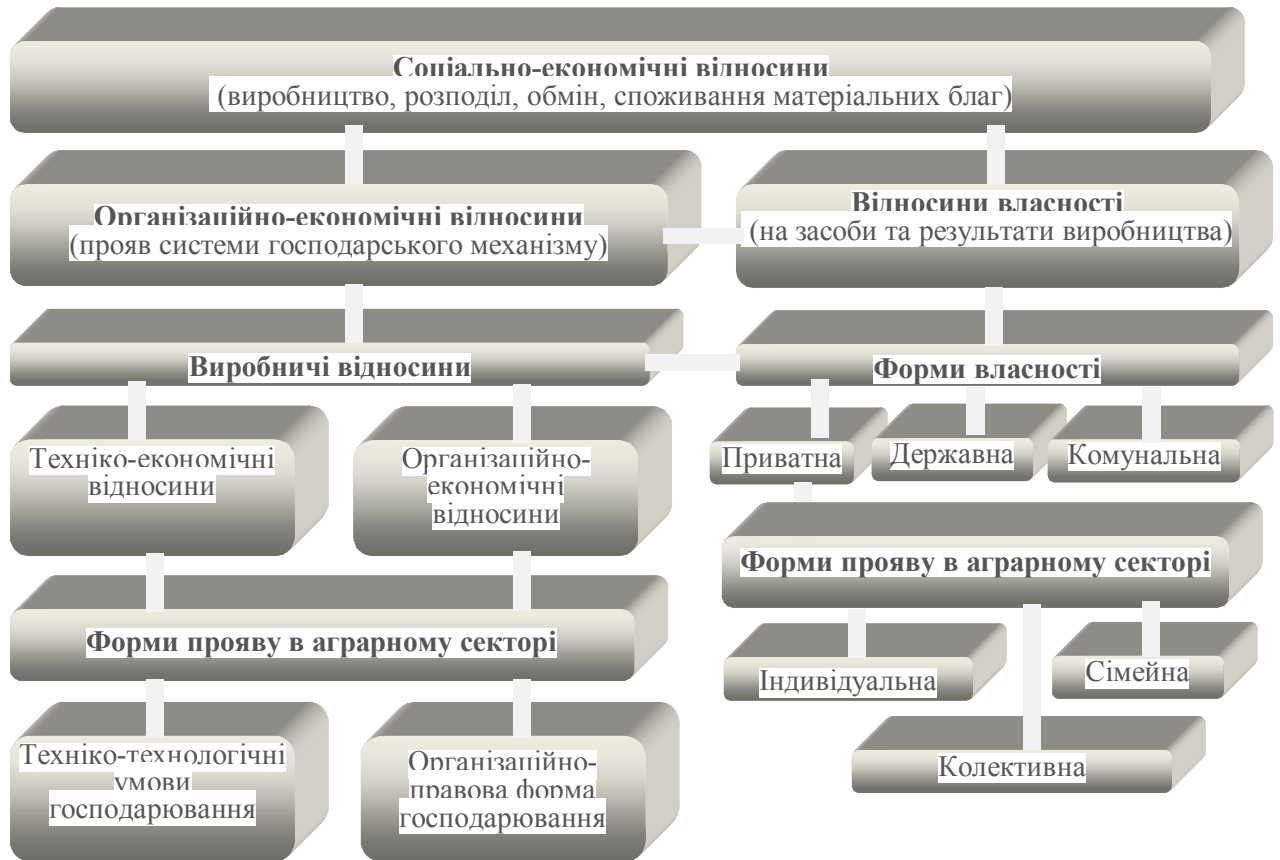 Соціально-економічні відносини
(виробництво, розподіл, обмін, споживання матеріальних благ)
Організаційно-економічні відносини
(прояв системи господарського механізму)
Відносини власності
(на засоби та результати виробництва)
Виробничі відносини
Форми власності
Техніко-економічні
відносини
Організаційно-
економічні
відносини
Приватна
Державна
Комунальна
Форми прояву в аграрному секторі
Форми прояву в аграрному секторі
Індивідуальна
Сімейна
Колективна
Техніко-технологічні
умови
господарювання
Організаційно-
правова форма
господарювання